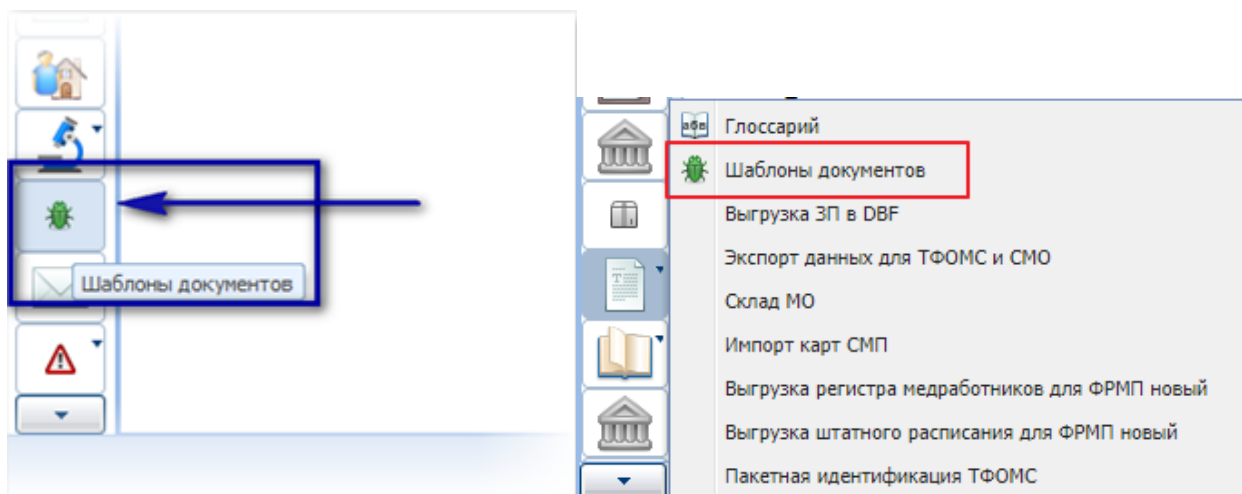 Шаблоны документов
Глоссарий
Шаблоны документов
Выгрузка ЗП в DBF
Экспорт данных для ТФОМС и СМО
Склад МО
Импорт карт СМП
Выгрузка регистра медработников для ФРМП новый
Выгрузка штатного расписания для ФРМП новый
Пакетная идентификация ТФОМС